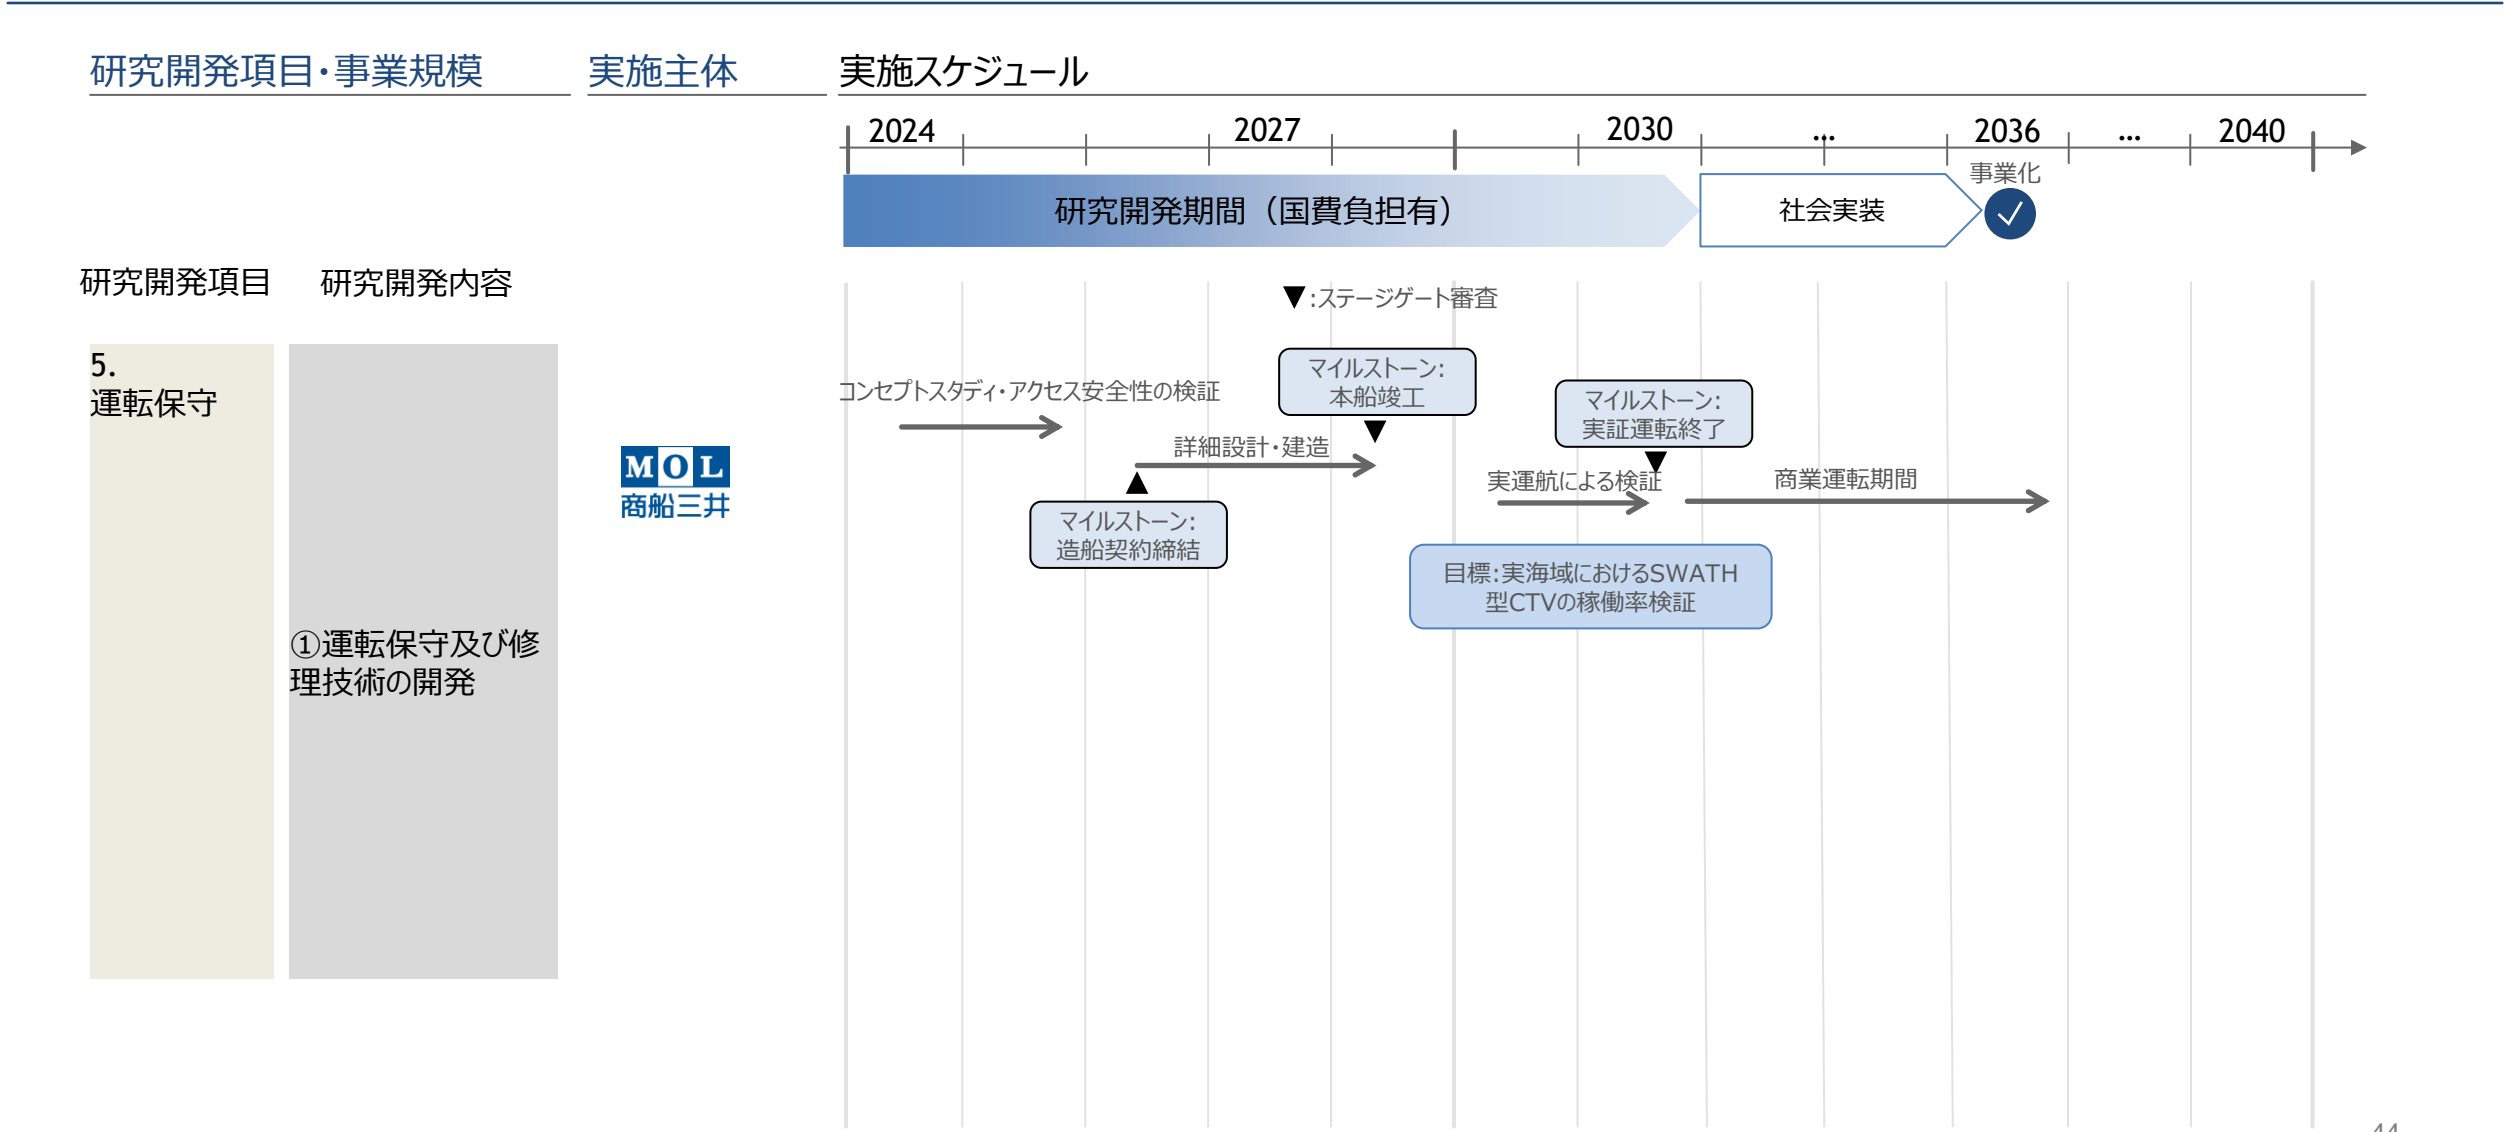 研究開発項目・事業規模
実施主体
実施スケジュール
2024
2027
2030
…
2036
…
2040
事業化
研究開発期間（国費負担有）
社会実装
研究開発項目
研究開発内容
▼:ステージゲート審査
5.
運転保守
①運転保守及び修
理技術の開発
MOL
商船三井
コンセプトスタディ・アクセス安全性の検証
マイルストーン:
本船竣工
詳細設計・建造
マイルストーン:
造船契約締結
マイルストーン:
実証運転終了
実運航による検証
商業運転期間
目標:実海域におけるSWATH
型CTVの稼働率検証
44